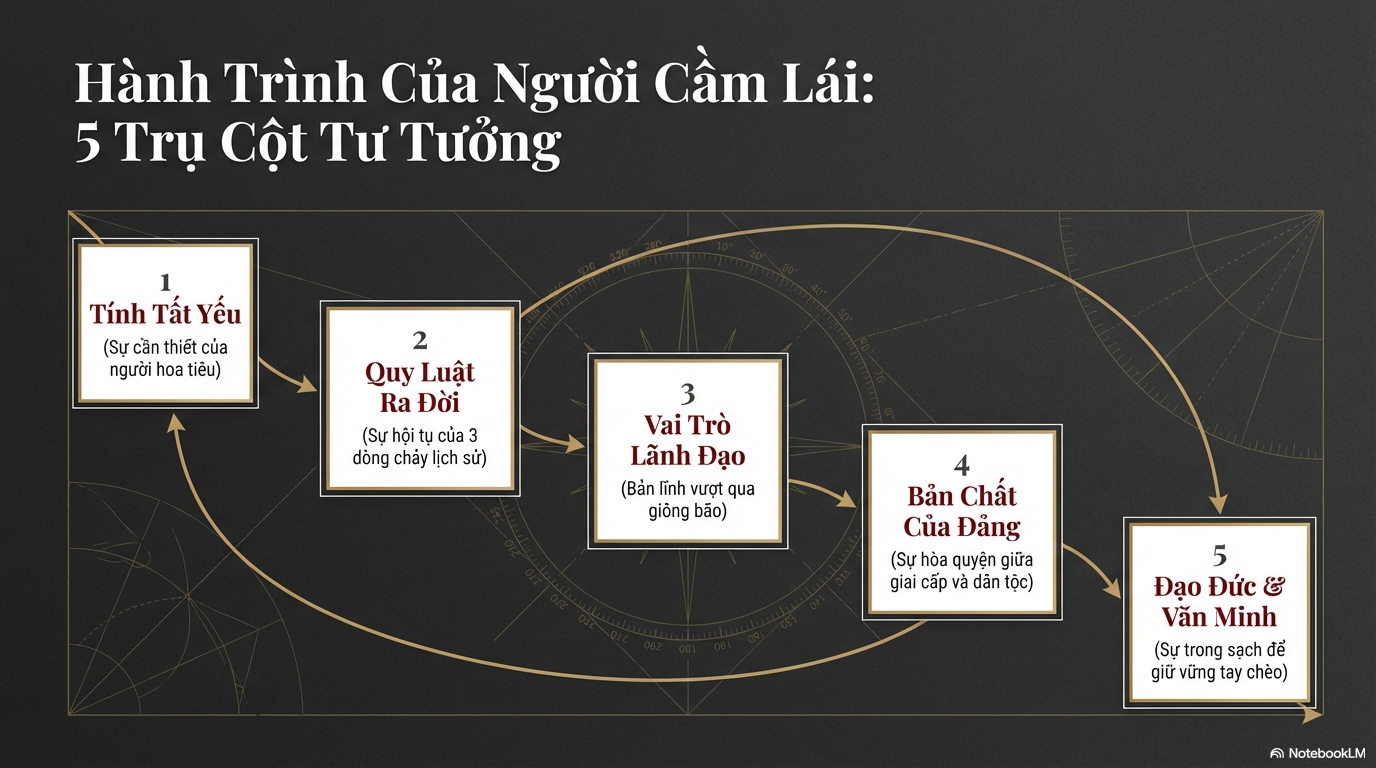 Hành Trình Của Người Cầm Lái:
5 Trụ Cột Tư Tưởng
1
Tính Tất Yếu
(Sự cần thiết của
người hoa tiêu)
2
Quy Luật
Ra Đời
(Sự hội tụ của 3
dòng chảy lịch sử)
3
Vai Trò
Lãnh Đạo
(Bản lĩnh vượt qua
giông bão)
4
Bản Chất
Của Đảng
(Sự hòa quyện giữa
giai cấp và dân tộc)
5
Đạo Đức &
Văn Minh
(Sự trong sạch để
giữ vững tay chèo)
NotebookLM